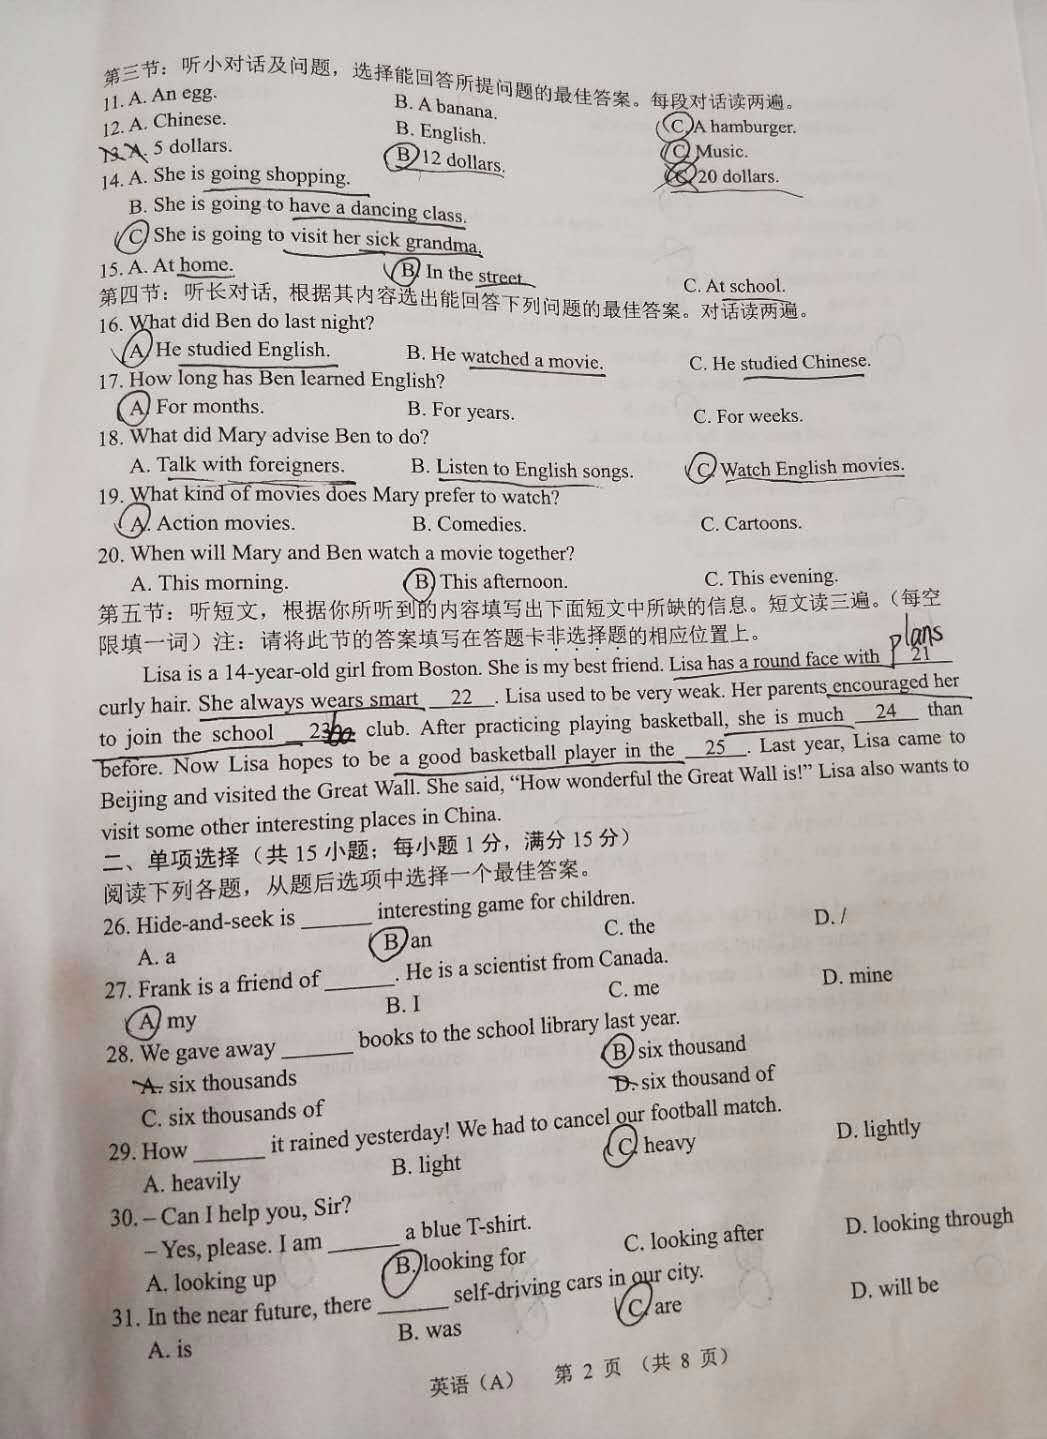 第三节：听小对话及问题，选择能回答所提问题的最佳答案。每段对话读两遍。
11. A. An egg. B. A banana. C. A hamburger.
12. A. Chinese. B. English. C. Music.
13. A. 5 dollars. B. 12 dollars. C. 20 dollars.
14. A. She is going shopping.
B. She is going to have a dancing class.
C. She is going to visit her sick grandma.
15. A. At home. B. In the street. C. At school.
第四节：听长对话，根据其内容选出能回答下列问题的最佳答案。对话读两遍。
16. What did Ben do last night?
A. He studied English. B. He watched a movie. C. He studied Chinese.
17. How long has Ben learned English?
A. For months. B. For years. C. For weeks.
18. What did Mary advise Ben to do?
A. Talk with foreigners. B. Listen to English songs. C. Watch English movies.
19. What kind of movies does Mary prefer to watch?
A. Action movies. B. Comedies. C. Cartoons.
20. When will Mary and Ben watch a movie together?
A. This morning. B. This afternoon. C. This evening.
第五节：听短文，根据你所听到的内容填写出下面短文中所缺的信息。短文读三遍。（每空
限填一词）注：请将此节的答案填写在答题卡非选择题的相应位置上。
plans
Lisa is a 14-year-old girl from Boston. She is my best friend. Lisa has a round face with 21
curly hair. She always wears smart 22 . Lisa used to be very weak. Her parents encouraged her
to join the school 23 ba club. After practicing playing basketball, she is much 24 than
before. Now Lisa hopes to be a good basketball player in the 25 . Last year, Lisa came to
Beijing and visited the Great Wall. She said, “How wonderful the Great Wall is!” Lisa also wants to
visit some other interesting places in China.
二、单项选择（共 15 小题；每小题 1 分，满分 15 分）
阅读下列各题，从题后选项中选择一个最佳答案。
26. Hide-and-seek is ______ interesting game for children.
A. a B. an C. the D. /
27. Frank is a friend of ______. He is a scientist from Canada.
A. my B. I C. me D. mine
28. We gave away ______ books to the school library last year.
A. six thousands B. six thousand
C. six thousands of D. six thousand of
29. How ______ it rained yesterday! We had to cancel our football match.
A. heavily B. light C. heavy D. lightly
30. – Can I help you, Sir?
– Yes, please. I am ______ a blue T-shirt.
A. looking up B. looking for C. looking after D. looking through
31. In the near future, there ______ self-driving cars in our city.
A. is B. was C. are D. will be
英语（A） 第 2 页 （共 8 页）